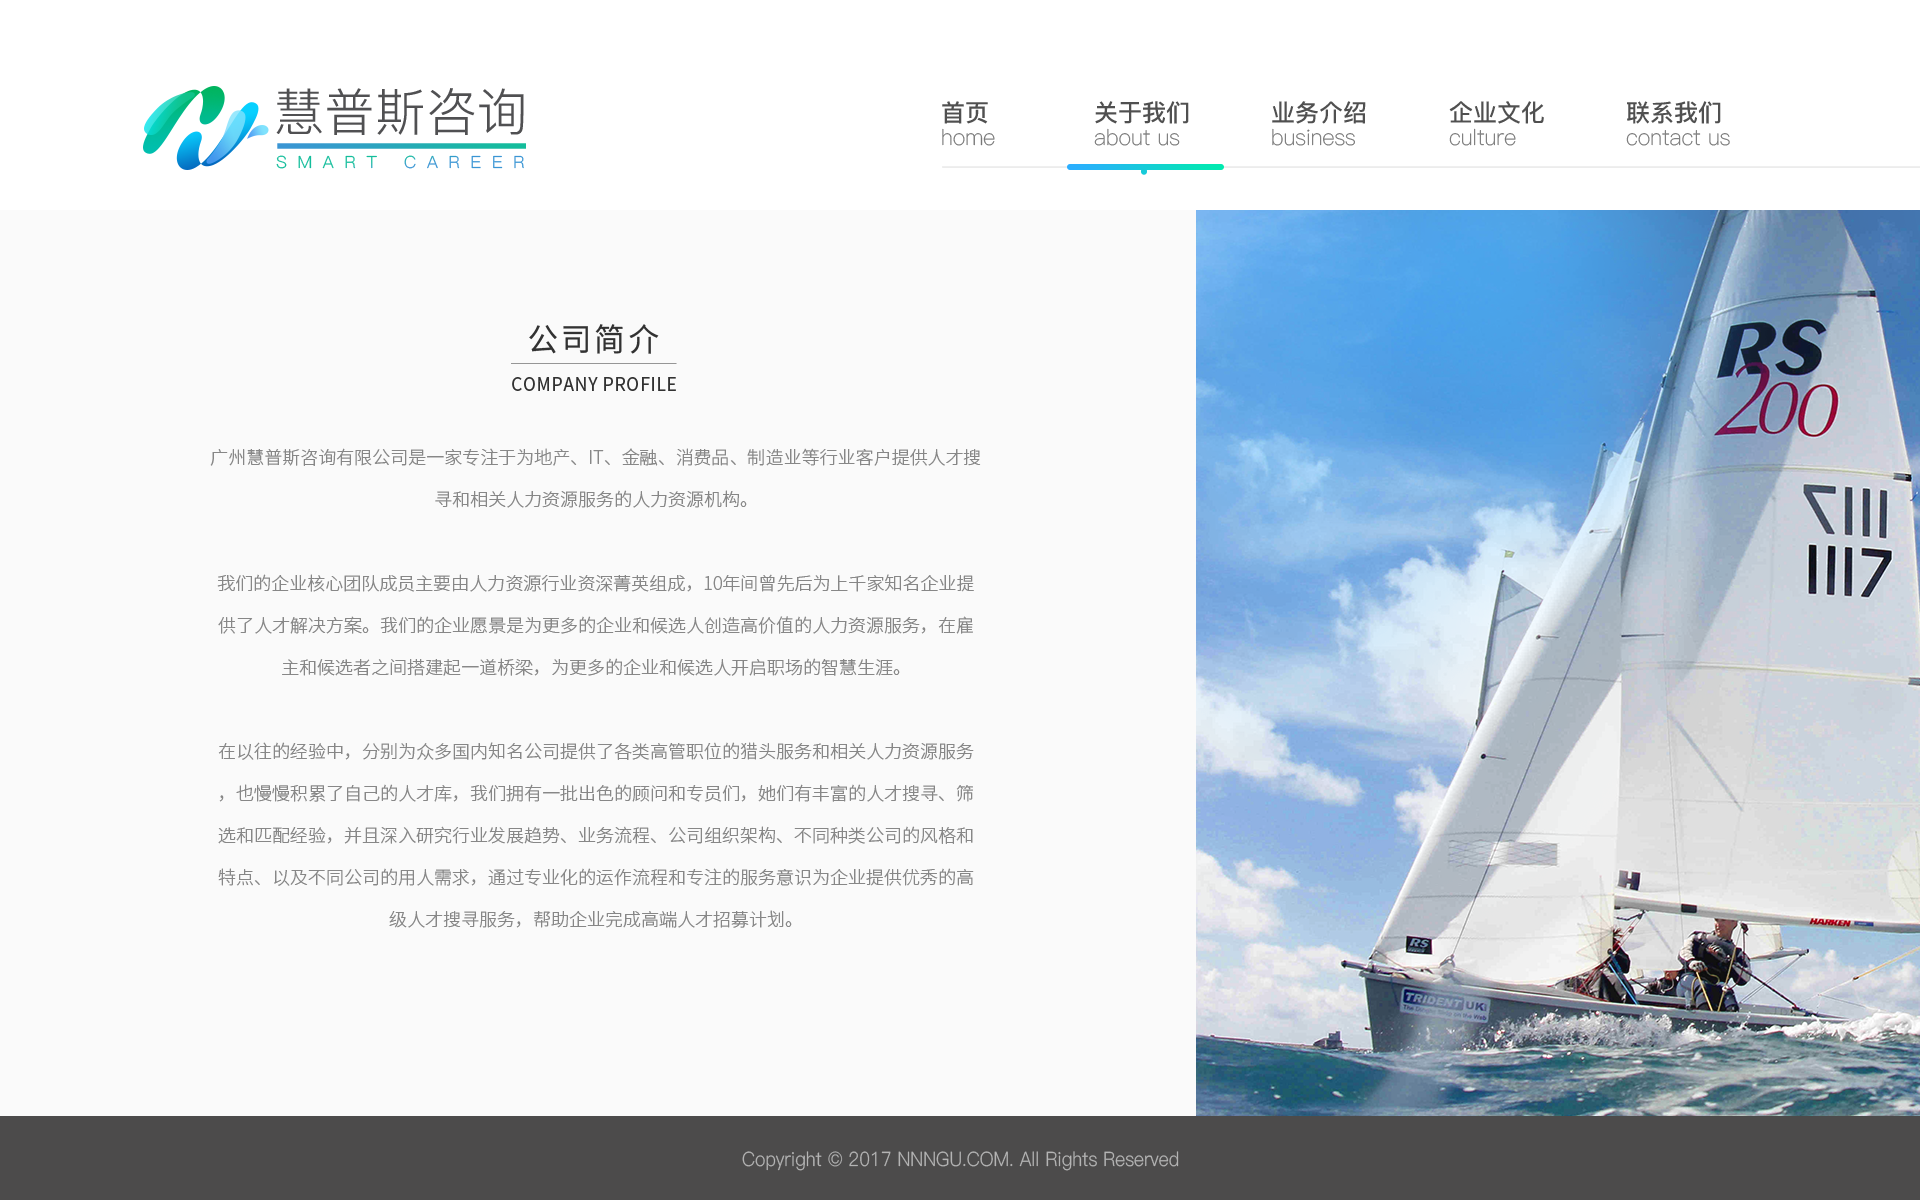 慧普斯咨询
SMART CAREER
首页
home
关于我们
about us
业务介绍
business
企业文化
culture
联系我们
contact us
公司简介
COMPANY PROFILE
广州慧普斯咨询有限公司是一家专注于为地产、IT、金融、消费品、制造业等行业客户提供人才搜
寻和相关人力资源服务的人力资源机构。
我们的企业核心团队成员主要由人力资源行业资深菁英组成，10年间曾先后为上千家知名企业提
供了人才解决方案。我们的企业愿景是为更多的企业和候选人创造高价值的人力资源服务，在雇
主和候选者之间搭建起一道桥梁，为更多的企业和候选人开启职场的智慧生涯。
在以往的经验中，分别为众多国内知名公司提供了各类高管职位的猎头服务和相关人力资源服务
，也慢慢积累了自己的人才库，我们拥有一批出色的顾问和专员们，她们有丰富的人才搜寻、筛
选和匹配经验，并且深入研究行业发展趋势、业务流程、公司组织架构、不同种类公司的风格和
特点、以及不同公司的用人需求，通过专业化的运作流程和专注的服务意识为企业提供优秀的高
级人才搜寻服务，帮助企业完成高端人才招募计划。
RS
200
1117
1117
H
HARKEN
RS
TRIDENT UK
Copyright © 2017 NNNGU.COM. All Rights Reserved